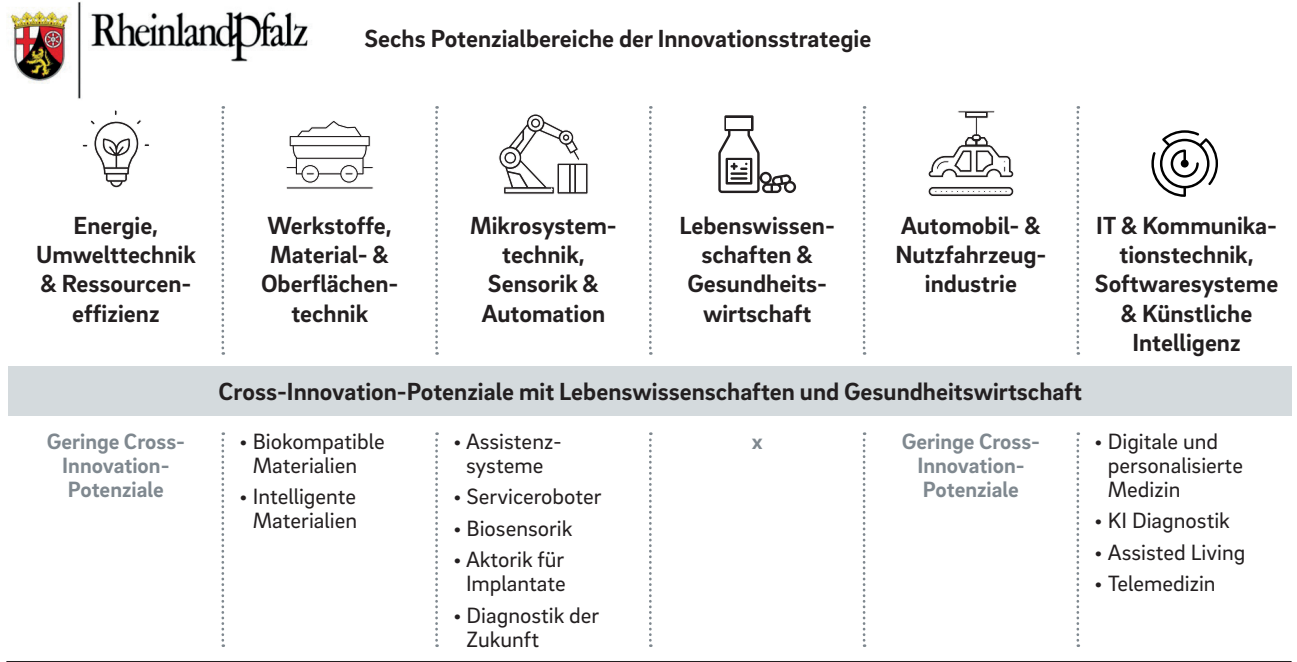 RheinlandPfalz
Sechs Potenzialbereiche der Innovationsstrategie
Energie,
Umwelttechnik
& Ressourcen-
effizienz
Werkstoffe,
Material- &
Oberflächen-
technik
Mikrosystem-
technik,
Sensorik &
Automation
Lebenswissen-
schaften &
Gesundheits-
wirtschaft
Automobil- &
Nutzfahrzeug-
industrie
IT & Kommunika-
tionstechnik,
Softwaresysteme
& Künstliche
Intelligenz
Cross-Innovation-Potenziale mit Lebenswissenschaften und Gesundheitswirtschaft
Geringe Cross-
Innovation-
Potenziale
• Biokompatible
Materialien
• Intelligente
Materialien
• Assistenz-
systeme
• Serviceroboter
• Biosensorik
• Aktorik für
Implantate
• Diagnostik der
Zukunft
x
Geringe Cross-
Innovation-
Potenziale
• Digitale und
personalisierte
Medizin
• KI Diagnostik
• Assisted Living
• Telemedizin